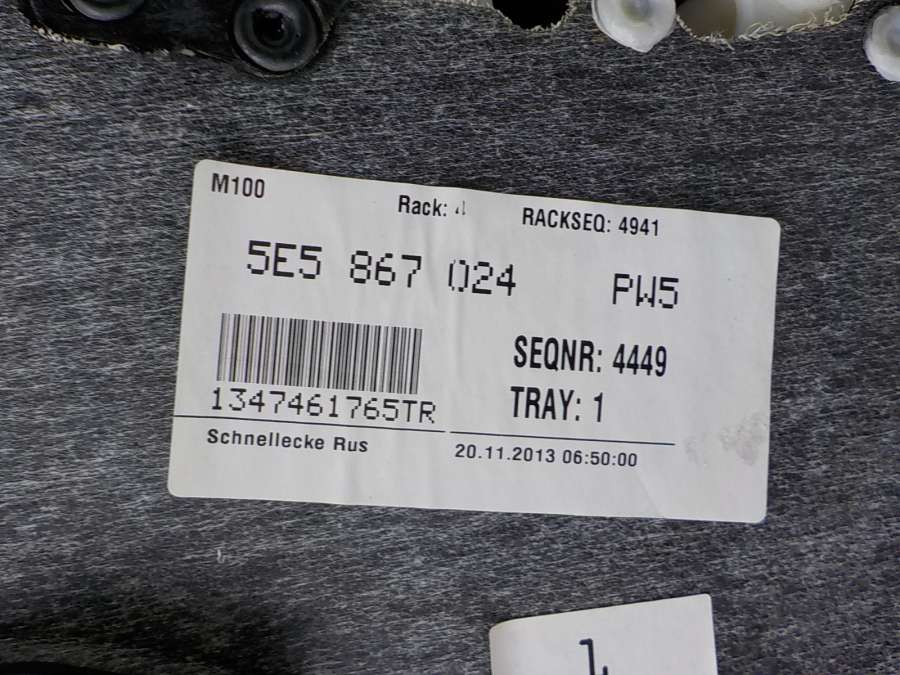 M100
Rack: 4 RACKSEQ: 4941
5E5 867 024 PW5
SEQNR: 4449
1347461765TR TRAY: 1
Schnellecke Rus 20.11.2013 06:50:00
1